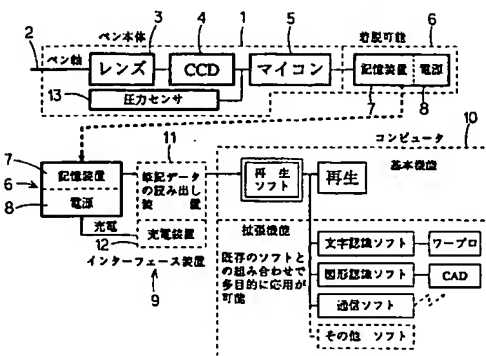 ペン本体
3
4
1
5
着脱可能
6
2
ペン軸
レンズ
CCD
マイコン
記憶装置
電源
13
圧力センサ
7
8
コンピュータ
10
11
7
記憶装置
6
8
電源
筆記データ
の読み出し
装置
再生
ソフト
再生
基本機能
充電
充電装置
12
インターフェース装置
9
拡張機能
既存のソフトと
の組み合わせで
多目的に応用が
可能
文字認識ソフト
ワープロ
図形認識ソフト
CAD
通信ソフト
その他 ソフト